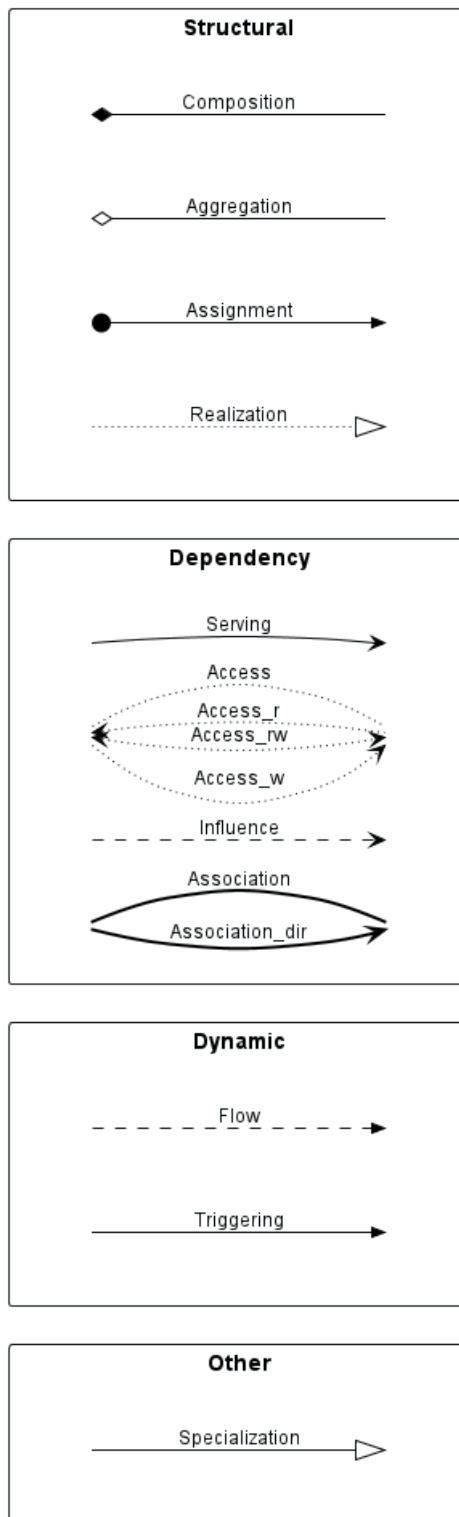 Structural
Composition
Aggregation
Assignment
Realization
Dependency
Serving
Access
Access_r
Access_rw
Access_w
Influence
Association
Association_dir
Dynamic
Flow
Triggering
Other
Specialization